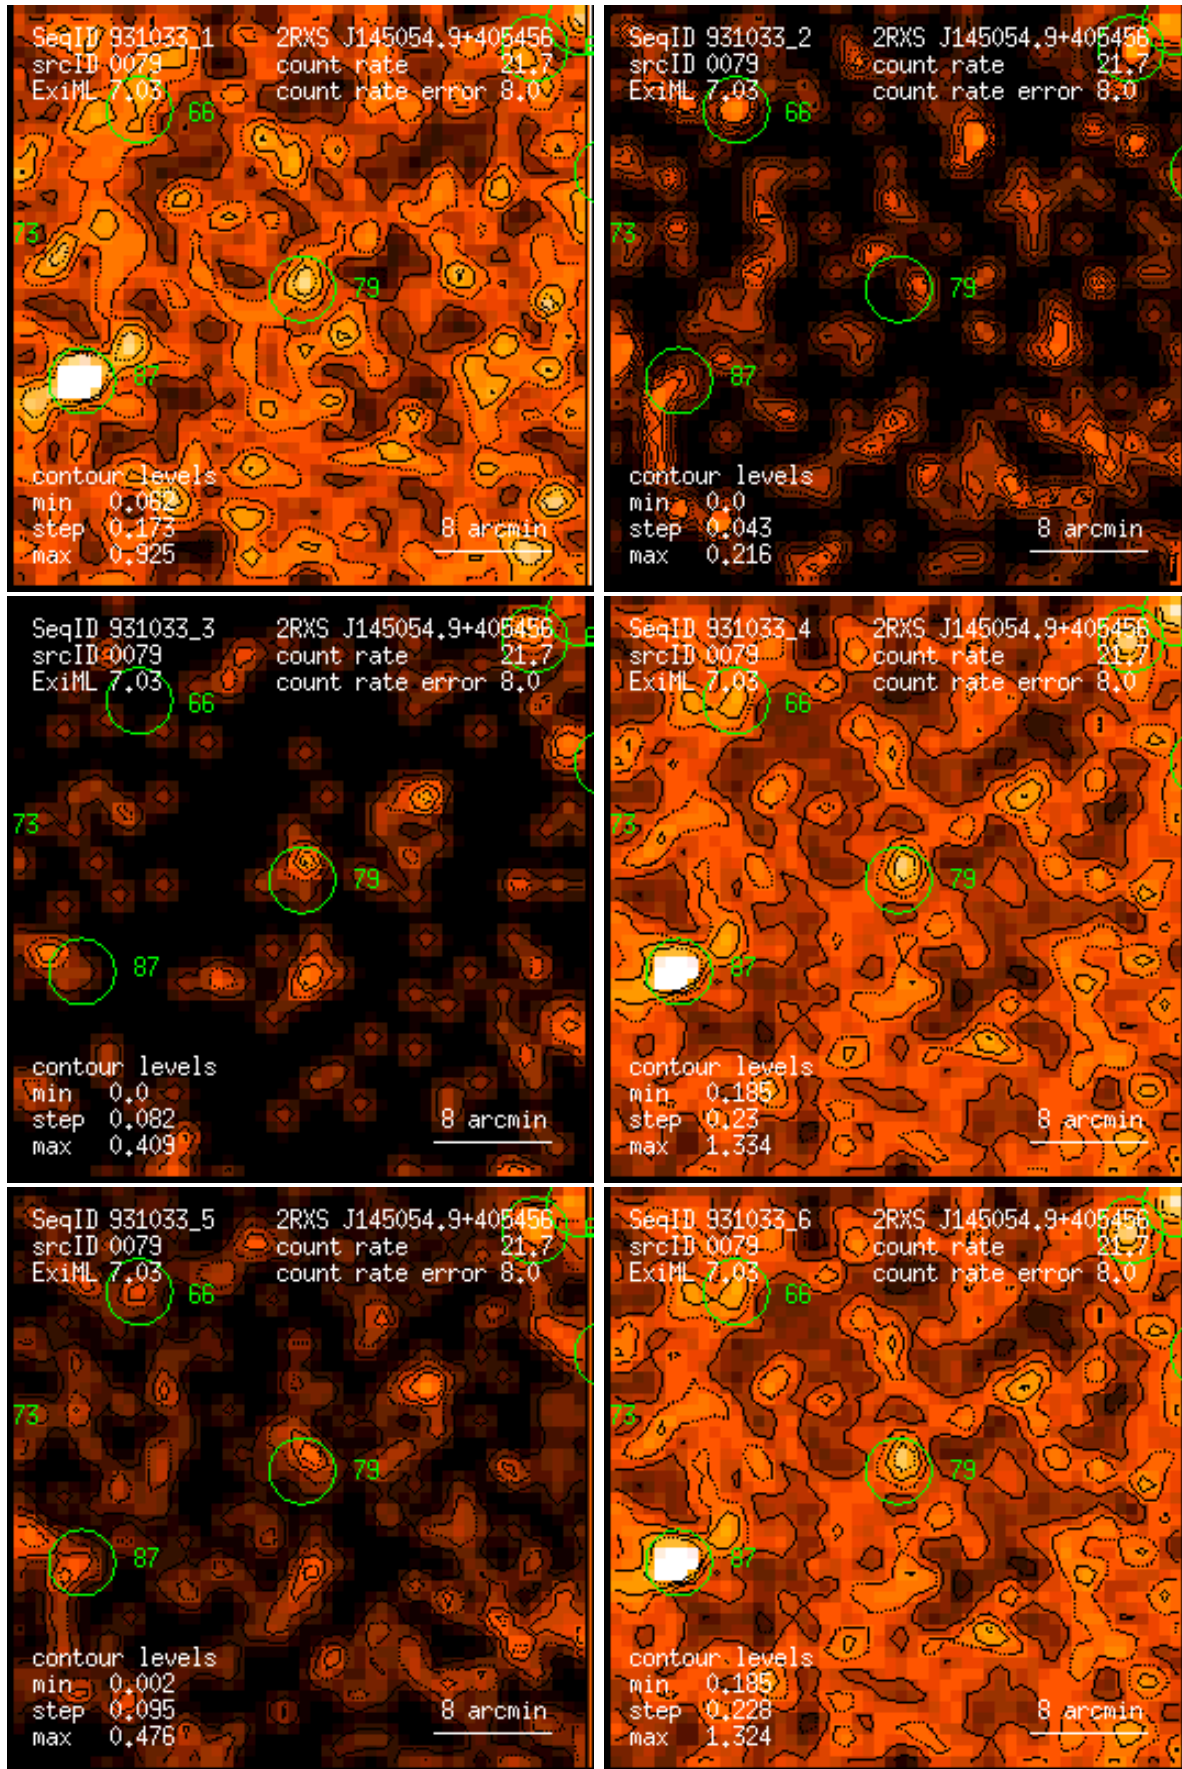 SeqID 931033_1 2RXS J145054.9+405456
srcID 0079 count rate 21.7
ExiML 7.03 count rate error 8.0
66
73
79
87
contour levels
min 0.062
step 0.173 8 arcmin
max 0.925
SeqID 931033_2 2RXS J145054.9+405456
srcID 0079 count rate 21.7
ExiML 7.03 count rate error 8.0
66
73
79
87
contour levels
min 0.0
step 0.043 8 arcmin
max 0.216
SeqID 931033_3 2RXS J145054.9+405456
srcID 0079 count rate 21.7
ExiML 7.03 count rate error 8.0
66
73
79
87
contour levels
min 0.0
step 0.082 8 arcmin
max 0.409
SeqID 931033_4 2RXS J145054.9+405456
srcID 0079 count rate 21.7
ExiML 7.03 count rate error 8.0
66
73
79
87
contour levels
min 0.185
step 0.23 8 arcmin
max 1.334
SeqID 931033_5 2RXS J145054.9+405456
srcID 0079 count rate 21.7
ExiML 7.03 count rate error 8.0
66
73
79
87
contour levels
min 0.002
step 0.095 8 arcmin
max 0.476
SeqID 931033_6 2RXS J145054.9+405456
srcID 0079 count rate 21.7
ExiML 7.03 count rate error 8.0
66
73
79
87
contour levels
min 0.185
step 0.228 8 arcmin
max 1.324